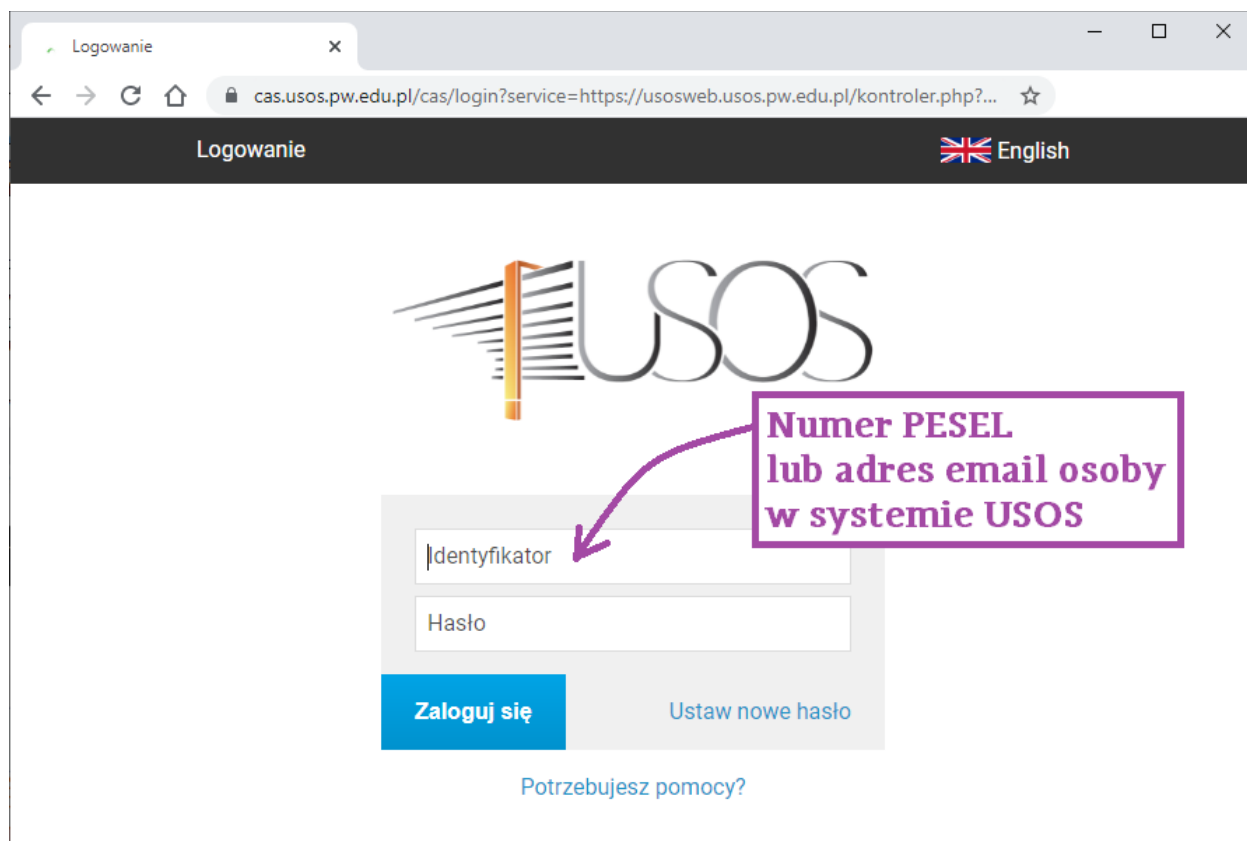 Logowanie
cas.usos.pw.edu.pl/cas/login?service=https://usosweb.usos.pw.edu.pl/kontroler.php?...
Logowanie
English
USOS
Numer PESEL
lub adres email osoby
w systemie USOS
Identyfikator
Hasło
Zaloguj się
Ustaw nowe hasło
Potrzebujesz pomocy?